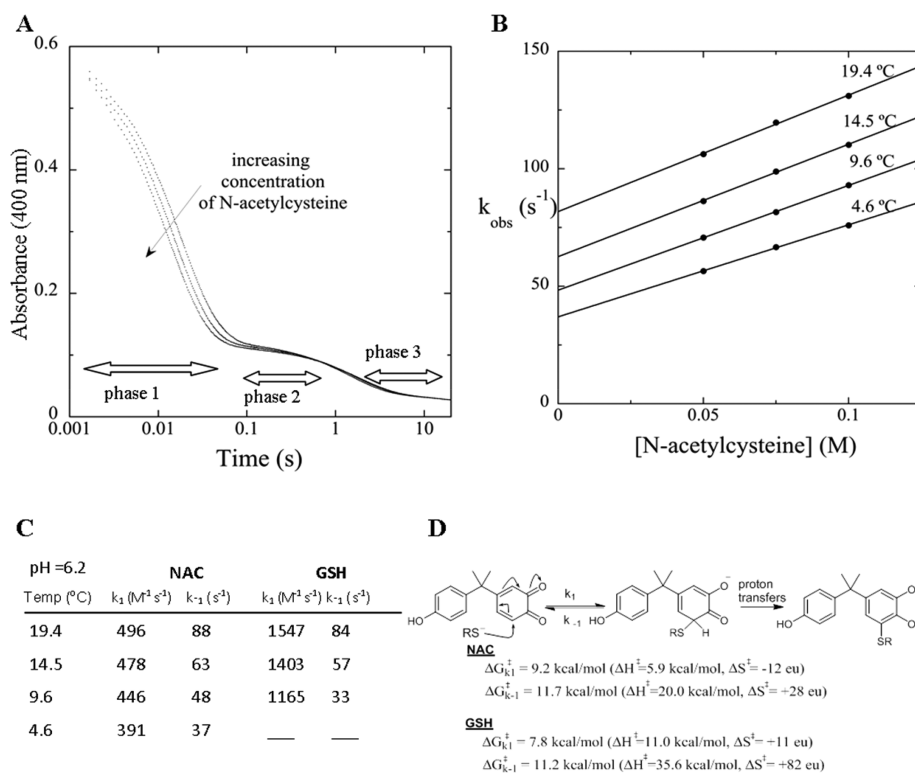 A
0.6
0.4
0.2
0
Absorbance (400 nm)
increasing
concentration
of N-acetylcysteine
phase 1
phase 2
phase 3
0.001
0.01
0.1
1
10
Time (s)
B
150
100
50
0
k_obs (s⁻¹)
19.4 ºC
14.5 ºC
9.6 ºC
4.6 ºC
0
0.05
0.1
[N-acetylcysteine] (M)
C
pH =6.2
NAC GSH
Temp (ºC) k₁ (M⁻¹ s⁻¹) k₋₁ (s⁻¹) k₁ (M⁻¹ s⁻¹) k₋₁ (s⁻¹)
19.4 496 88 1547 84
14.5 478 63 1403 57
9.6 446 48 1165 33
4.6 391 37 ___ ___
D
HO
O
O
RS⁻
k₁
k ₋₁
HO
O⁻
O
RS
H
proton
transfers
HO
SR
O
O
NAC
ΔG‡k1 = 9.2 kcal/mol (ΔH‡=5.9 kcal/mol, ΔS‡= -12 eu)
ΔG‡k-1 = 11.7 kcal/mol (ΔH‡=20.0 kcal/mol, ΔS‡= +28 eu)
GSH
ΔG‡k1 = 7.8 kcal/mol (ΔH‡=11.0 kcal/mol, ΔS‡= +11 eu)
ΔG‡k-1 = 11.2 kcal/mol (ΔH‡=35.6 kcal/mol, ΔS‡= +82 eu)